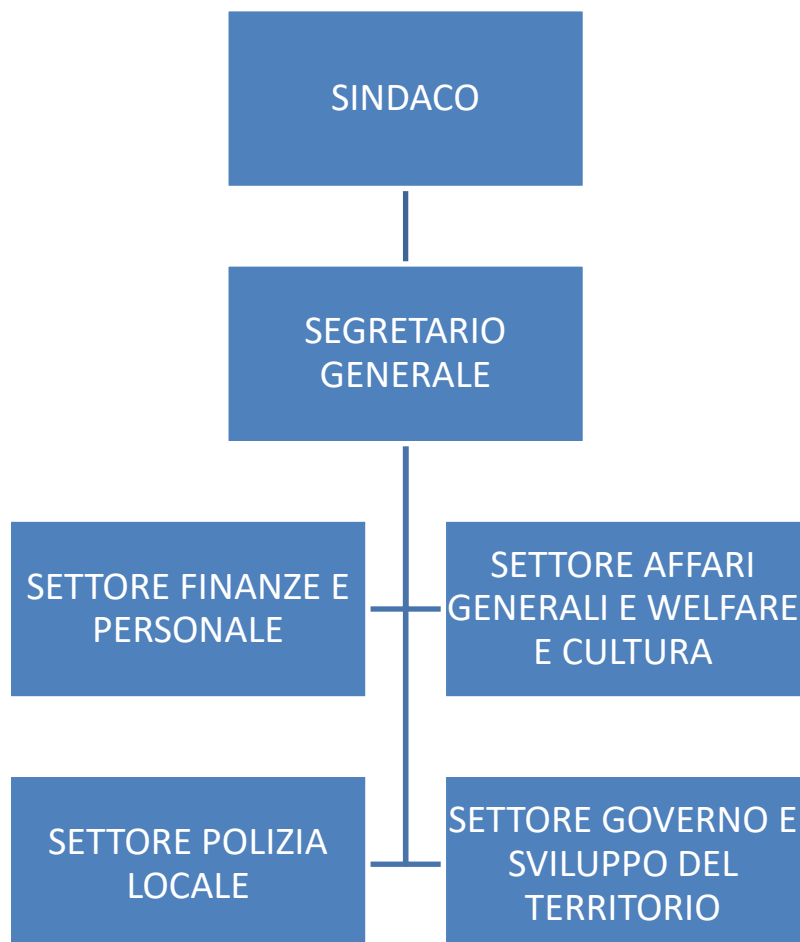 SINDACO
SEGRETARIO
GENERALE
SETTORE FINANZE E
PERSONALE
SETTORE AFFARI
GENERALI E WELFARE
E CULTURA
SETTORE POLIZIA
LOCALE
SETTORE GOVERNO E
SVILUPPO DEL
TERRITORIO